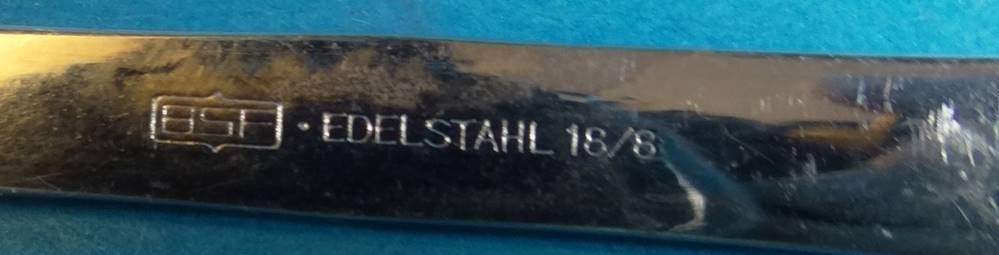 BSF · EDELSTAHL 18/8